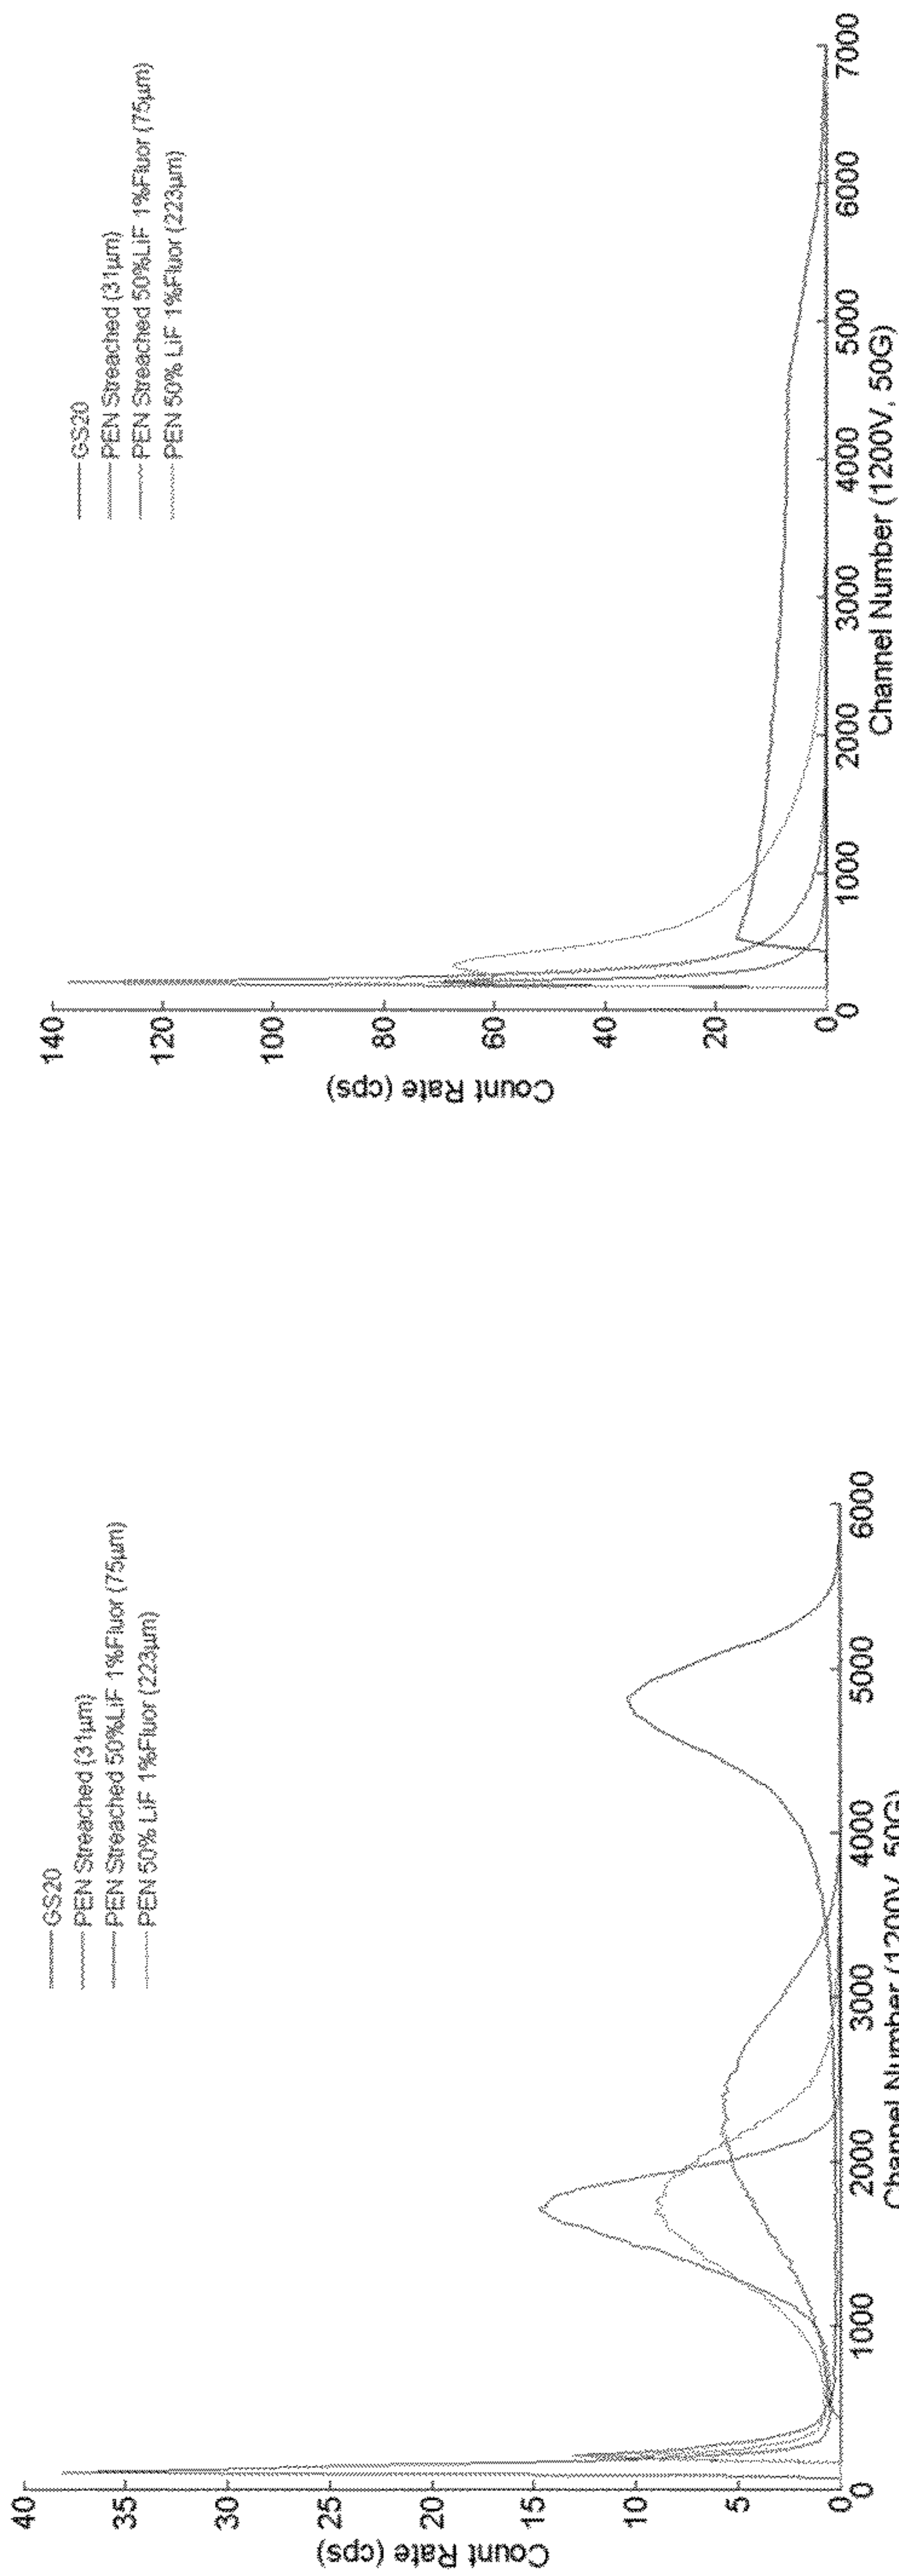 GS20
PEN Streached (31µm)
PEN Streached 50%LiF 1%Fluor (75µm)
PEN 50% LiF 1%Fluor (223µm)
40
35
30
25
20
15
10
5
0
Count Rate (cps)
0 1000 2000 3000 4000 5000 6000
Channel Number (1200V, 50G)
GS20
PEN Streached (31µm)
PEN Streached 50%LiF 1%Fluor (75µm)
PEN 50% LiF 1%Fluor (223µm)
140
120
100
80
60
40
20
0
Count Rate (cps)
0 1000 2000 3000 4000 5000 6000 7000
Channel Number (1200V, 50G)